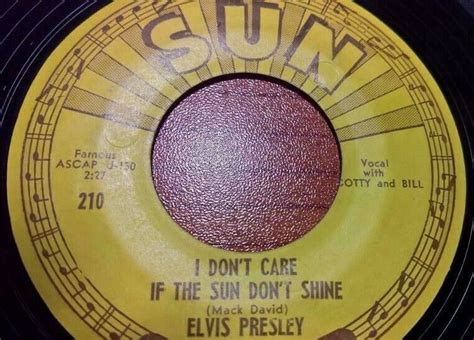 SUN
Famous
ASCAP U-130
2:27
210
Vocal
with
SCOTTY and BILL
I DON'T CARE
IF THE SUN DON'T SHINE
(Mack David)
ELVIS PRESLEY